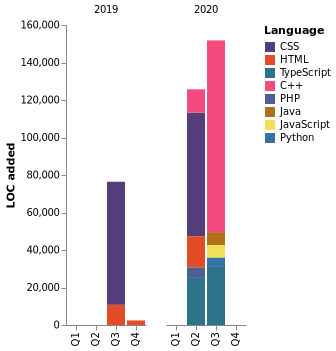 2019 2020
Language
CSS
HTML
TypeScript
C++
PHP
Java
JavaScript
Python
LOC added
160,000
140,000
120,000
100,000
80,000
60,000
40,000
20,000
0
Q1 Q2 Q3 Q4 Q1 Q2 Q3 Q4